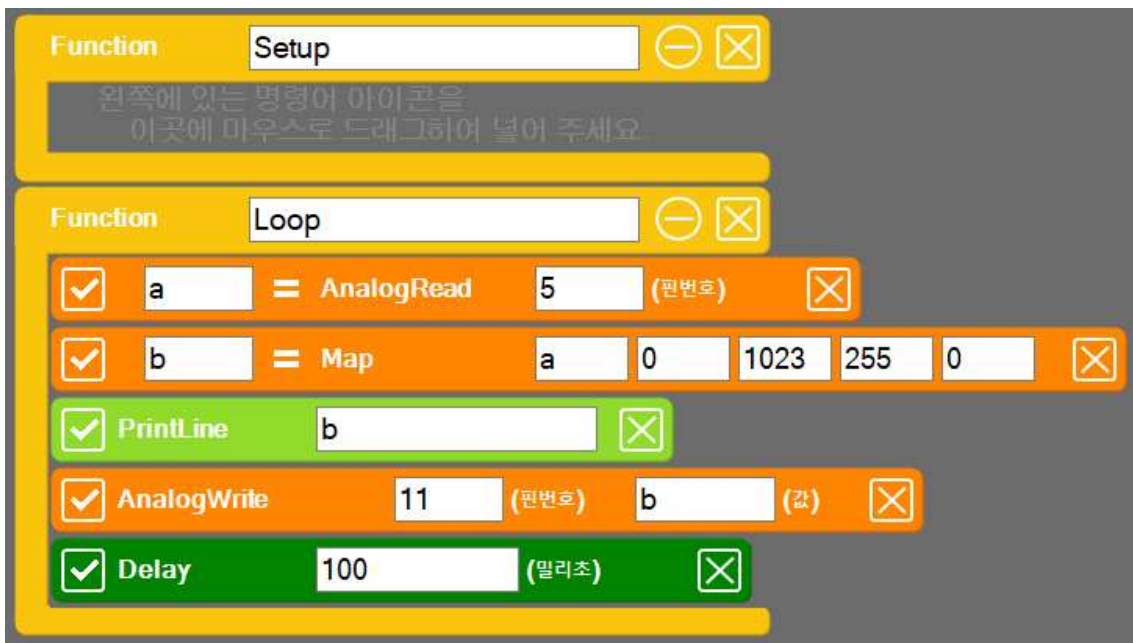 Function Setup
왼쪽에 있는 명령어 아이콘을
이곳에 마우스로 드래그하여 넣어 주세요.
Function Loop
a = AnalogRead 5 (핀번호)
b = Map a 0 1023 255 0
PrintLine b
AnalogWrite 11 (핀번호) b (값)
Delay 100 (밀리초)